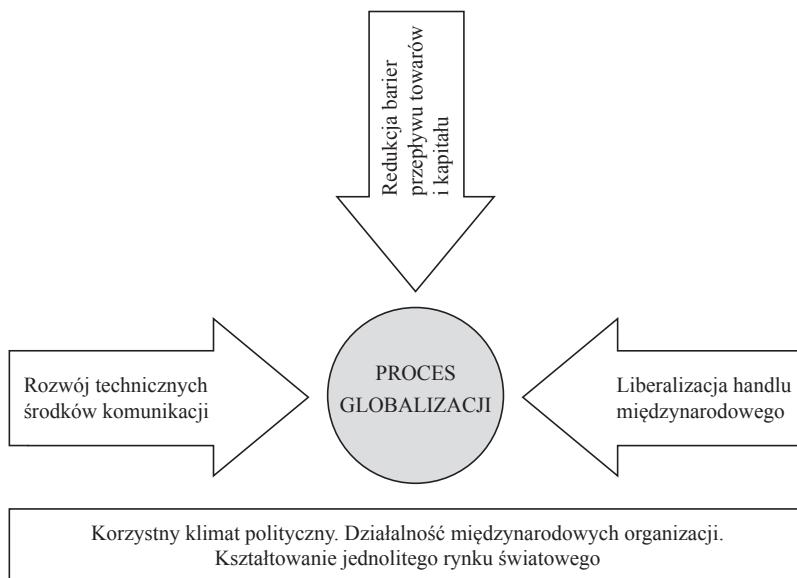 Redukcja barier
przepływu towarów
i kapitału
PROCES
GLOBALIZACJI
Rozwój technicznych
środków komunikacji
Liberalizacja handlu
międzynarodowego
Korzystny klimat polityczny. Działalność międzynarodowych organizacji.
Kształtowanie jednolitego rynku światowego